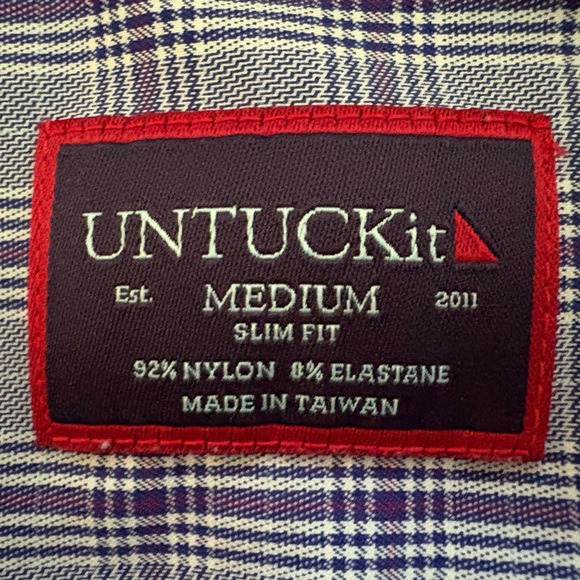 UNTUCKit
Est. MEDIUM 2011
SLIM FIT
92% NYLON 8% ELASTANE
MADE IN TAIWAN